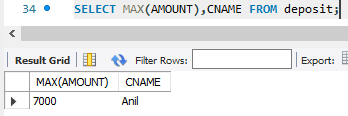 34 SELECT MAX(AMOUNT),CNAME FROM deposit;
Result Grid Filter Rows: Export:
MAX(AMOUNT) CNAME
7000 Anil